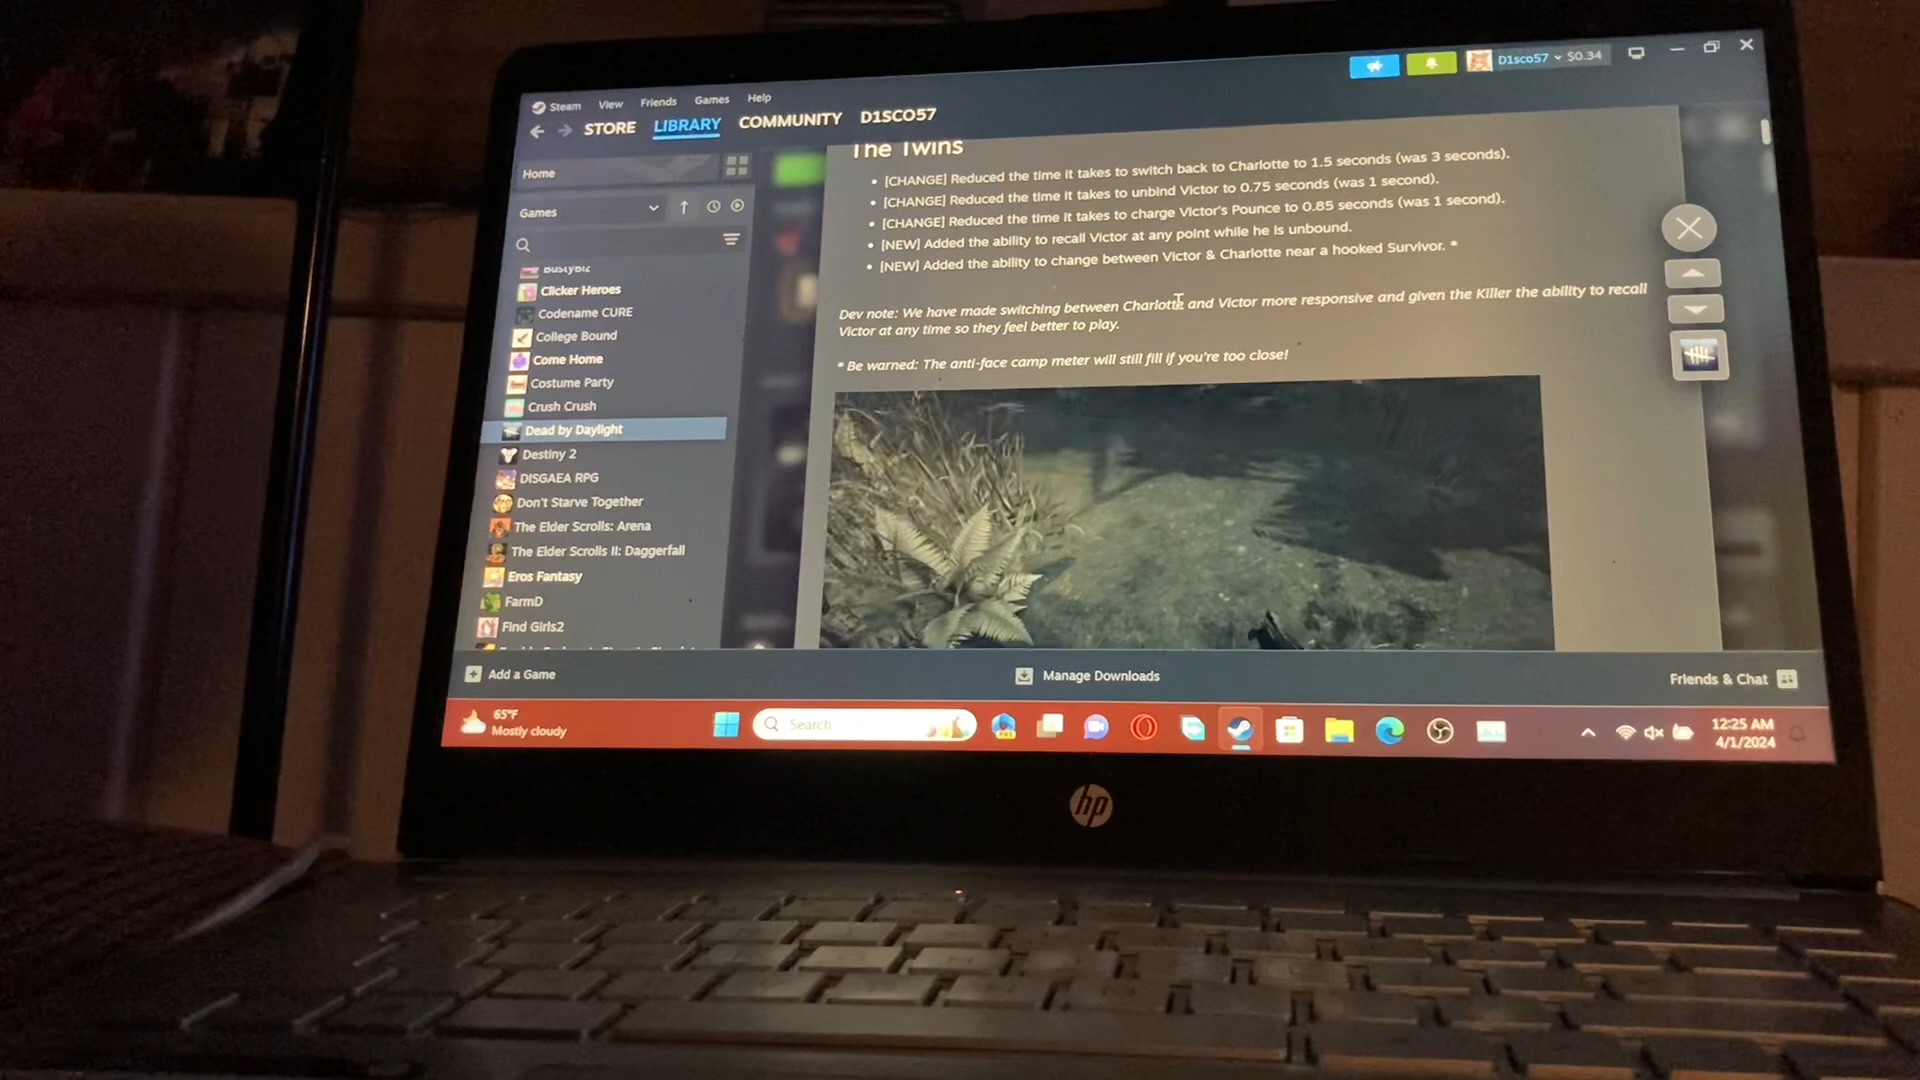 D1sco57 $0.34
Steam View Friends Games Help
STORE LIBRARY COMMUNITY D1SCO57
Home
Games
Clicker Heroes
Codename CURE
College Bound
Come Home
Costume Party
Crush Crush
Dead by Daylight
Destiny 2
DISGAEA RPG
Don't Starve Together
The Elder Scrolls: Arena
The Elder Scrolls II: Daggerfall
Eros Fantasy
FarmD
Find Girls2
The Twins
• [CHANGE] Reduced the time it takes to switch back to Charlotte to 1.5 seconds (was 3 seconds).
• [CHANGE] Reduced the time it takes to unbind Victor to 0.75 seconds (was 1 second).
• [CHANGE] Reduced the time it takes to charge Victor's Pounce to 0.85 seconds (was 1 second).
• [NEW] Added the ability to recall Victor at any point while he is unbound.
• [NEW] Added the ability to change between Victor & Charlotte near a hooked Survivor. *
Dev note: We have made switching between Charlotte and Victor more responsive and given the Killer the ability to recall
Victor at any time so they feel better to play.
* Be warned: The anti-face camp meter will still fill if you're too close!
Add a Game
Manage Downloads
Friends & Chat
65°F
Mostly cloudy
Search
12:25 AM
4/1/2024
hp